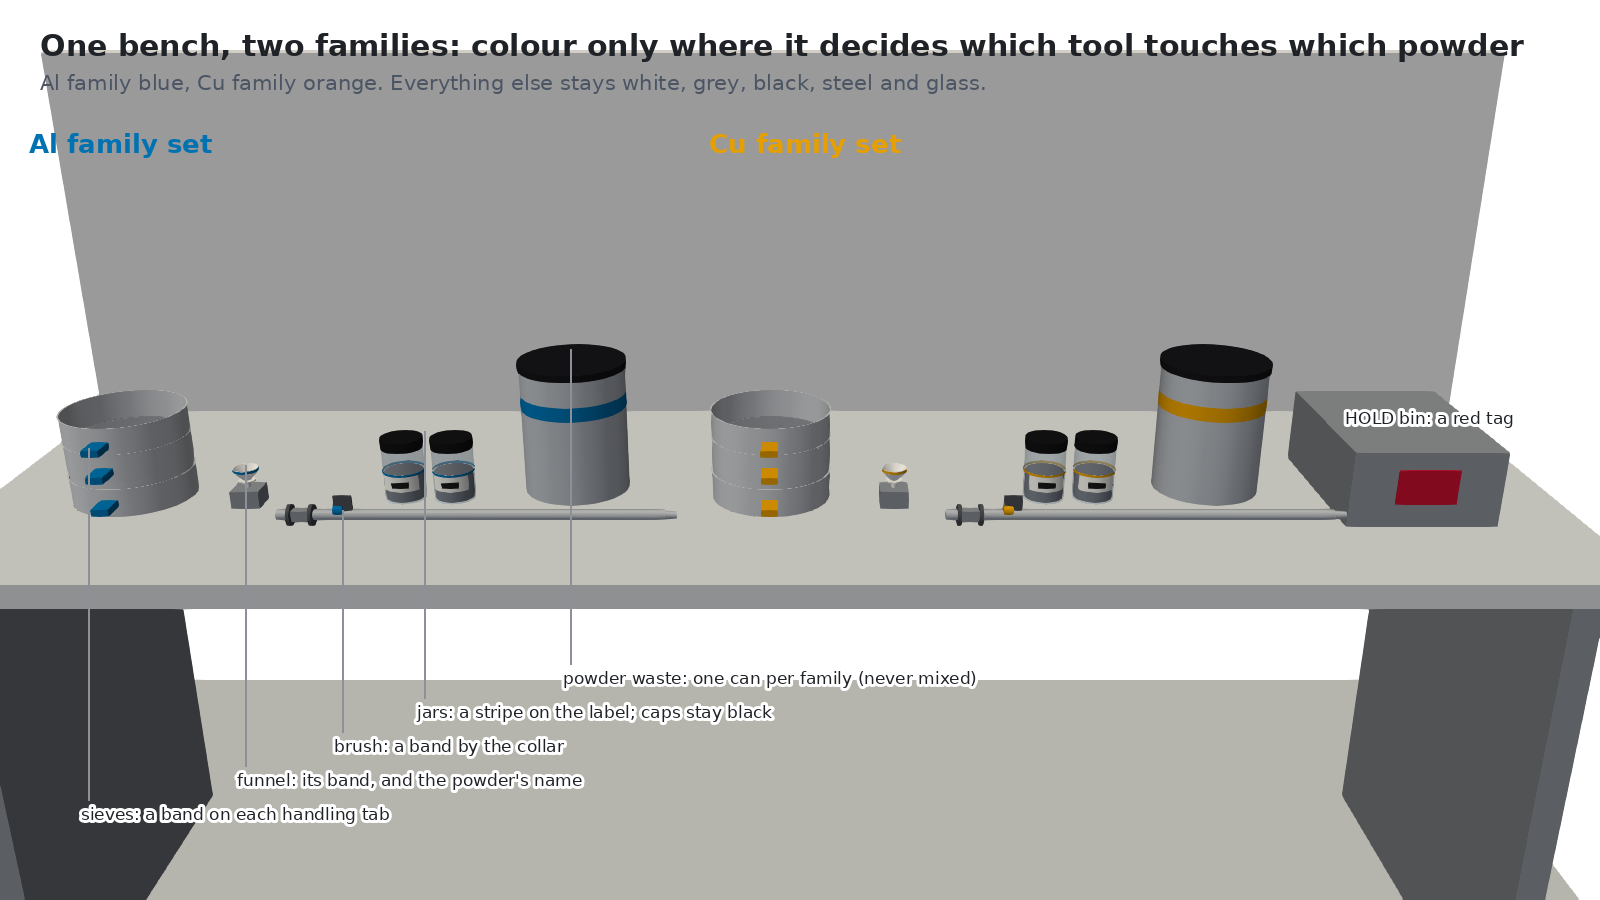 One bench, two families: colour only where it decides which tool touches which powder
Al family blue, Cu family orange. Everything else stays white, grey, black, steel and glass.
Al family set
Cu family set
HOLD bin: a red tag
powder waste: one can per family (never mixed)
jars: a stripe on the label; caps stay black
brush: a band by the collar
funnel: its band, and the powder's name
sieves: a band on each handling tab